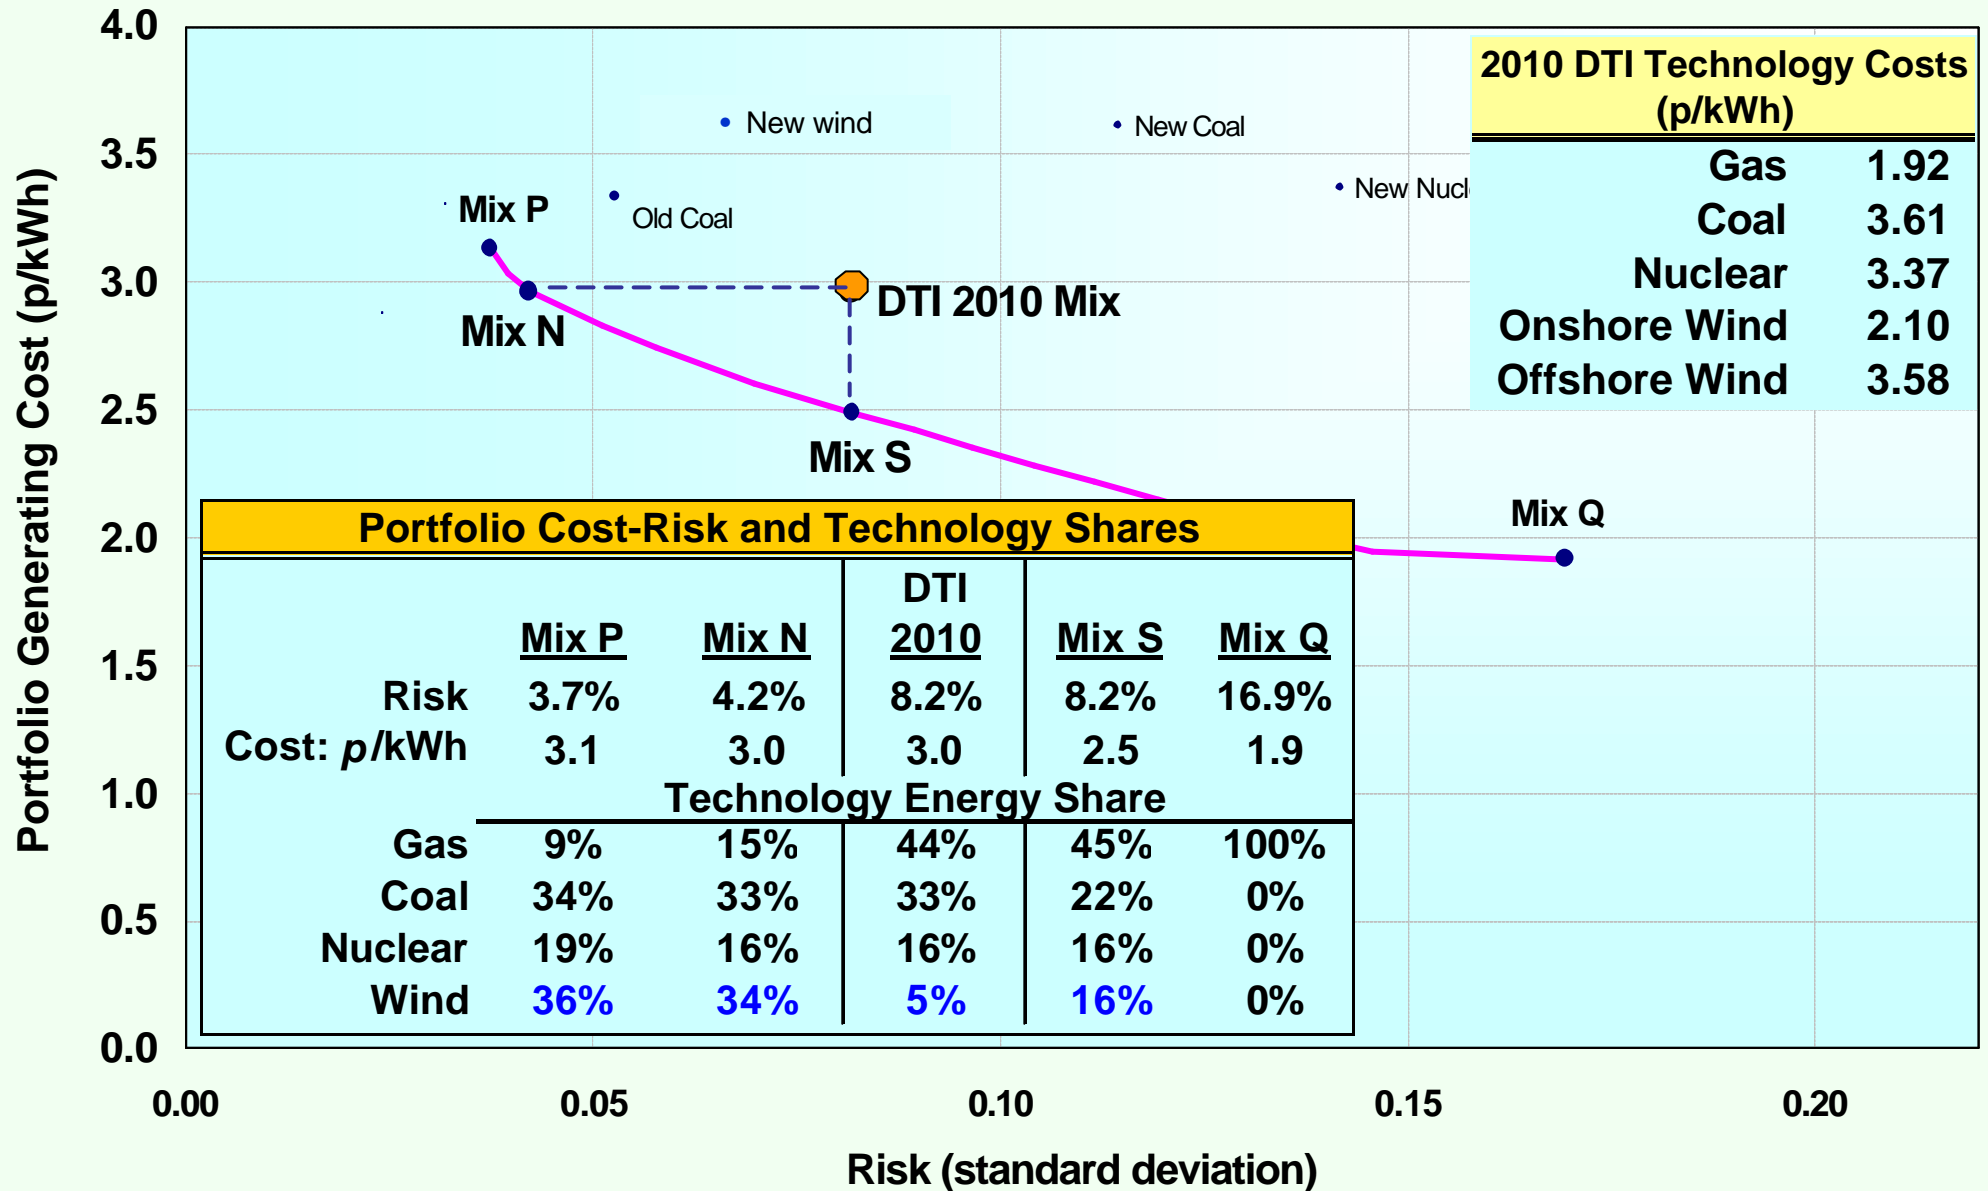 Portfolio Generating Cost (p/kWh)
4.0
3.5
3.0
2.5
2.0
1.5
1.0
0.5
0.0
New wind
New Coal
New Nucl
Old Coal
Mix P
Mix N
DTI 2010 Mix
Mix S
Mix Q
2010 DTI Technology Costs
(p/kWh)
Gas 1.92
Coal 3.61
Nuclear 3.37
Onshore Wind 2.10
Offshore Wind 3.58
Portfolio Cost-Risk and Technology Shares
DTI
Mix P Mix N 2010 Mix S Mix Q
Risk 3.7% 4.2% 8.2% 8.2% 16.9%
Cost: p/kWh 3.1 3.0 3.0 2.5 1.9
Technology Energy Share
Gas 9% 15% 44% 45% 100%
Coal 34% 33% 33% 22% 0%
Nuclear 19% 16% 16% 16% 0%
Wind 36% 34% 5% 16% 0%
0.00 0.05 0.10 0.15 0.20
Risk (standard deviation)